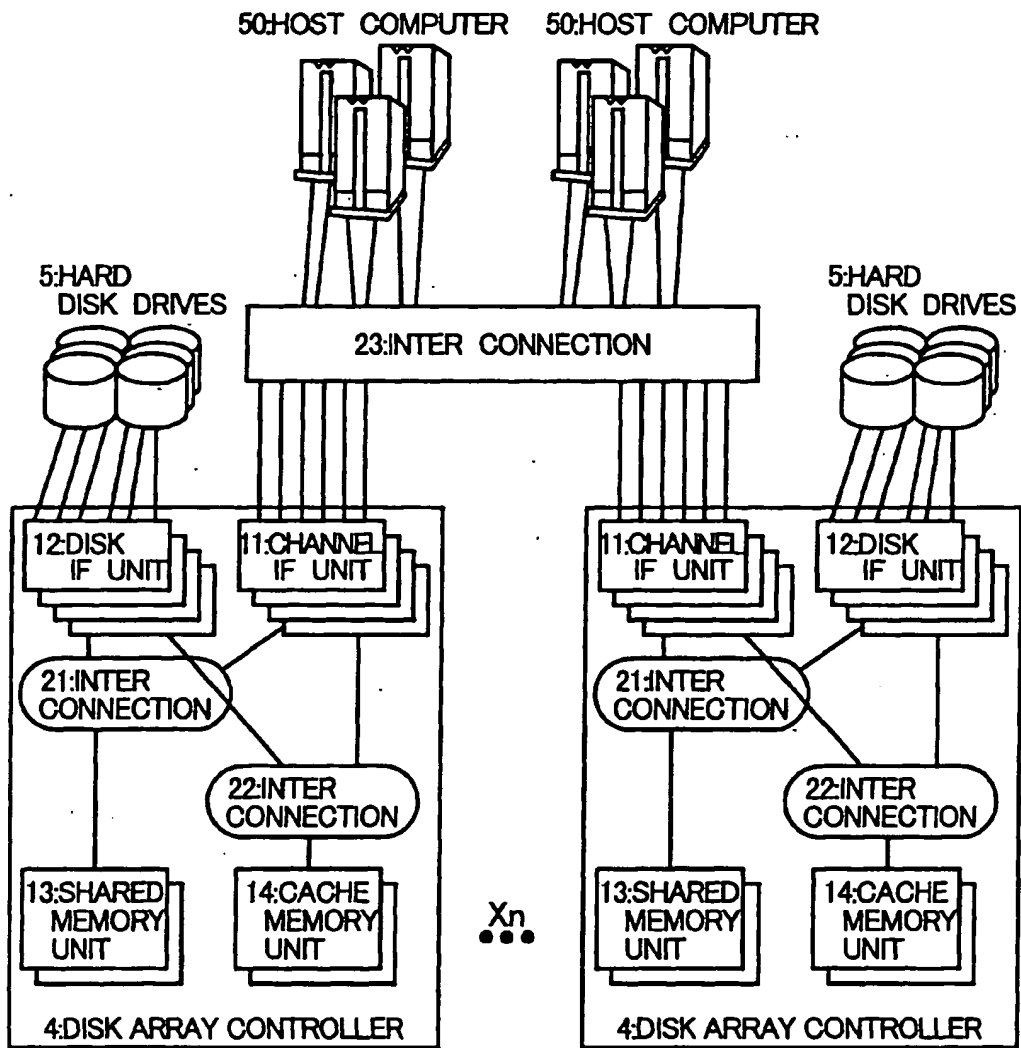 50:HOST COMPUTER 50:HOST COMPUTER
5:HARD
DISK DRIVES
5:HARD
DISK DRIVES
23:INTER CONNECTION
12:DISK
IF UNIT
11:CHANNEL
IF UNIT
11:CHANNEL
IF UNIT
12:DISK
IF UNIT
21:INTER
CONNECTION
21:INTER
CONNECTION
22:INTER
CONNECTION
22:INTER
CONNECTION
13:SHARED
MEMORY
UNIT
14:CACHE
MEMORY
UNIT
Xn
13:SHARED
MEMORY
UNIT
14:CACHE
MEMORY
UNIT
4:DISK ARRAY CONTROLLER
4:DISK ARRAY CONTROLLER